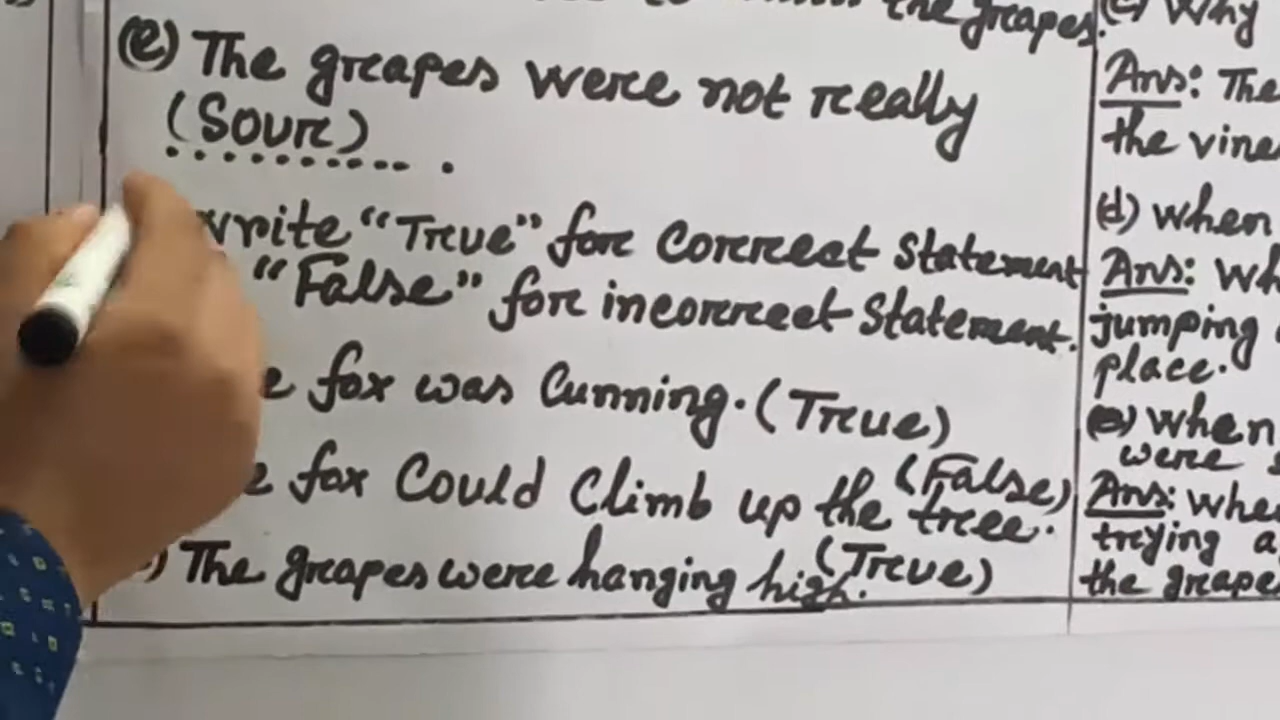 the grapes.
(e) The grapes were not really
(Sour)
.......... .
write "True" for correct statement
"False" for incorrect statement.
fox was Cunning. (True)
(False)
fox Could Climb up the tree.
The grapes were hanging high. (True)
(c) Why
Ans: The
the vine
(d) when
Ans: Wh
jumping
place.
(e) when
were s
Ans: Whe
trying a
the grape